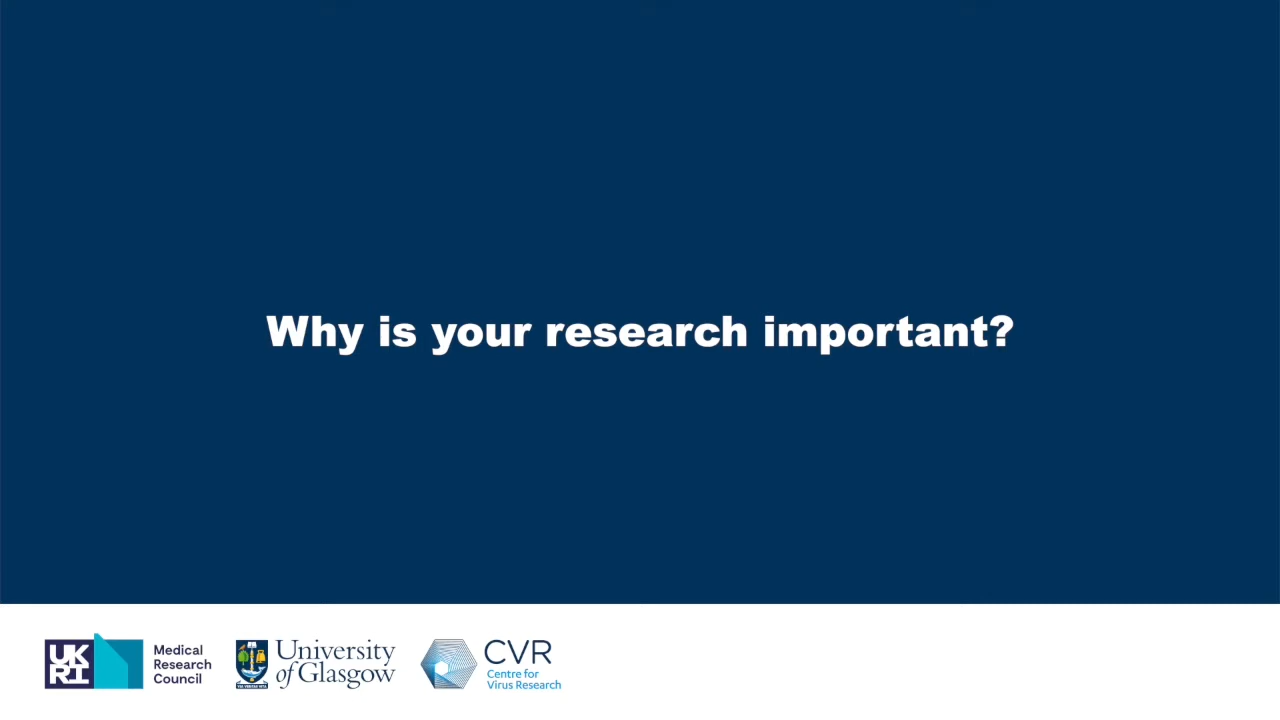 Why is your research important?
UK
RI
Medical
Research
Council
University
of Glasgow
CVR
Centre for
Virus Research